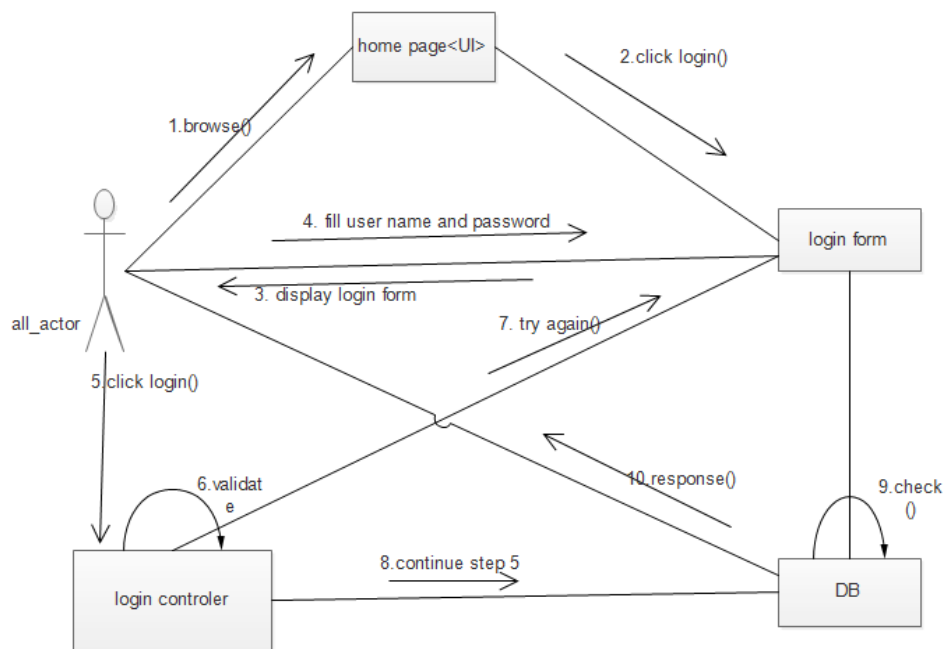 home page<UI>
2.click login()
1.browse()
4. fill user name and password
login form
3. display login form
7. try again()
all_actor
5.click login()
10.response()
6.validat
e
9.check
()
8.continue step 5
login controler
DB